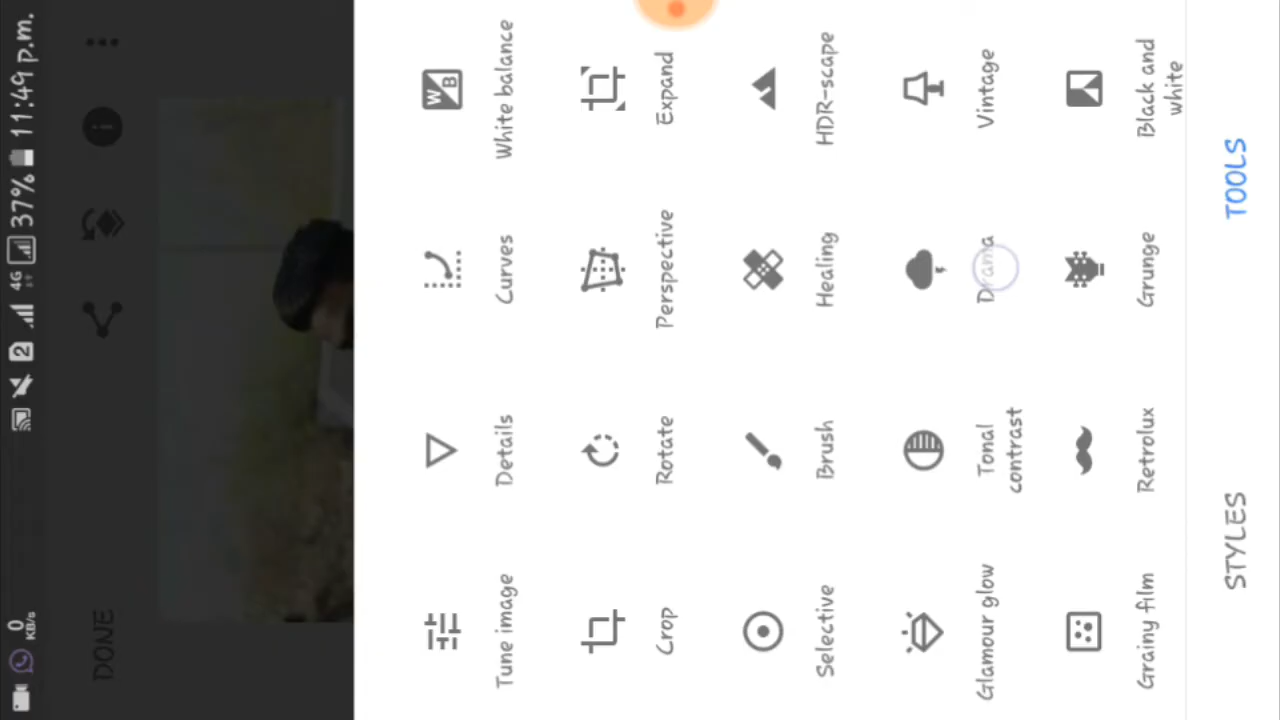 0
KB/s
2
4G
37%
11:49 p.m.
DONE
Tune image
Details
Curves
White balance
Crop
Rotate
Perspective
Expand
Selective
Brush
Healing
HDR-scape
Glamour glow
Tonal
contrast
Drama
Vintage
Grainy film
Retrolux
Grunge
Black and
white
STYLES
TOOLS